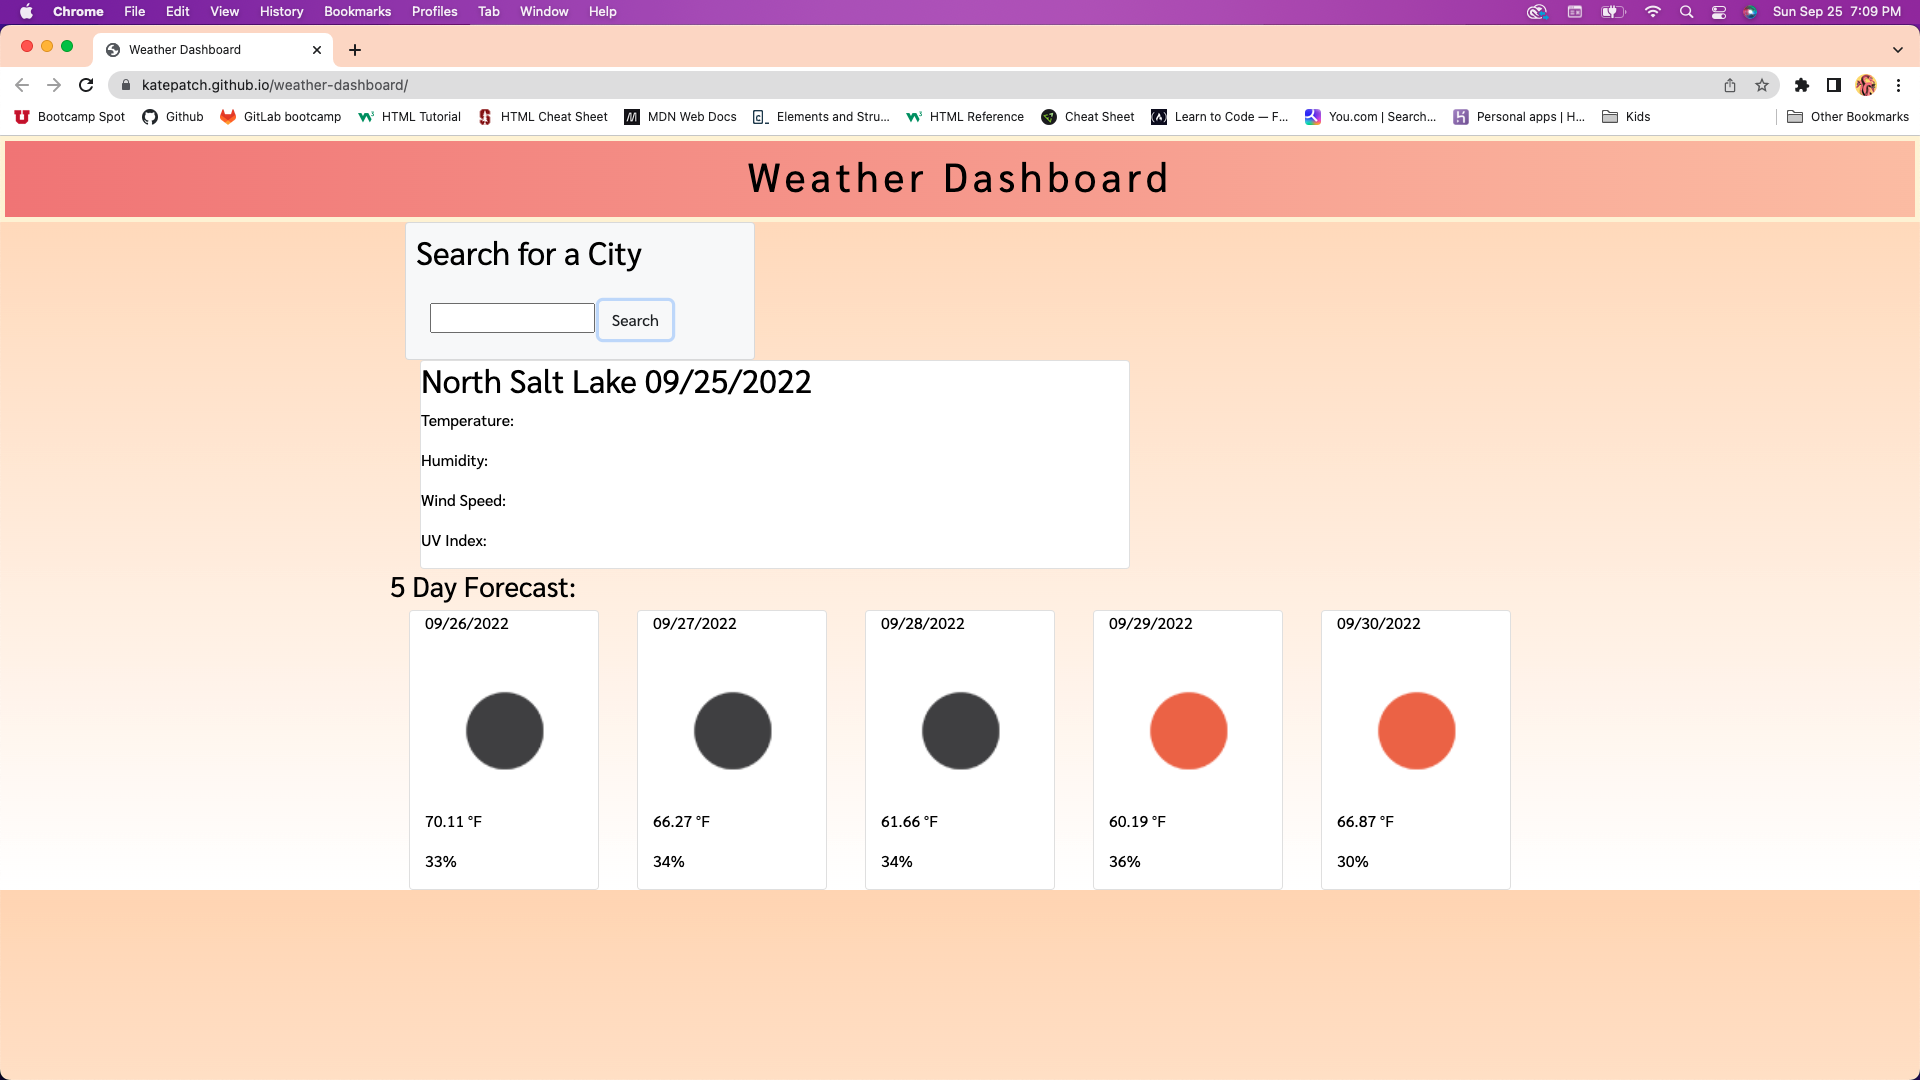 Chrome File Edit View History Bookmarks Profiles Tab Window Help Sun Sep 25 7:09 PM
Weather Dashboard
katepatch.github.io/weather-dashboard/
Bootcamp Spot Github GitLab bootcamp HTML Tutorial HTML Cheat Sheet MDN Web Docs Elements and Stru... HTML Reference Cheat Sheet Learn to Code — F... You.com | Search... Personal apps | H... Kids Other Bookmarks
Weather Dashboard
Search for a City
Search
North Salt Lake 09/25/2022
Temperature:
Humidity:
Wind Speed:
UV Index:
5 Day Forecast:
09/26/2022 09/27/2022 09/28/2022 09/29/2022 09/30/2022
70.11 °F 66.27 °F 61.66 °F 60.19 °F 66.87 °F
33% 34% 34% 36% 30%